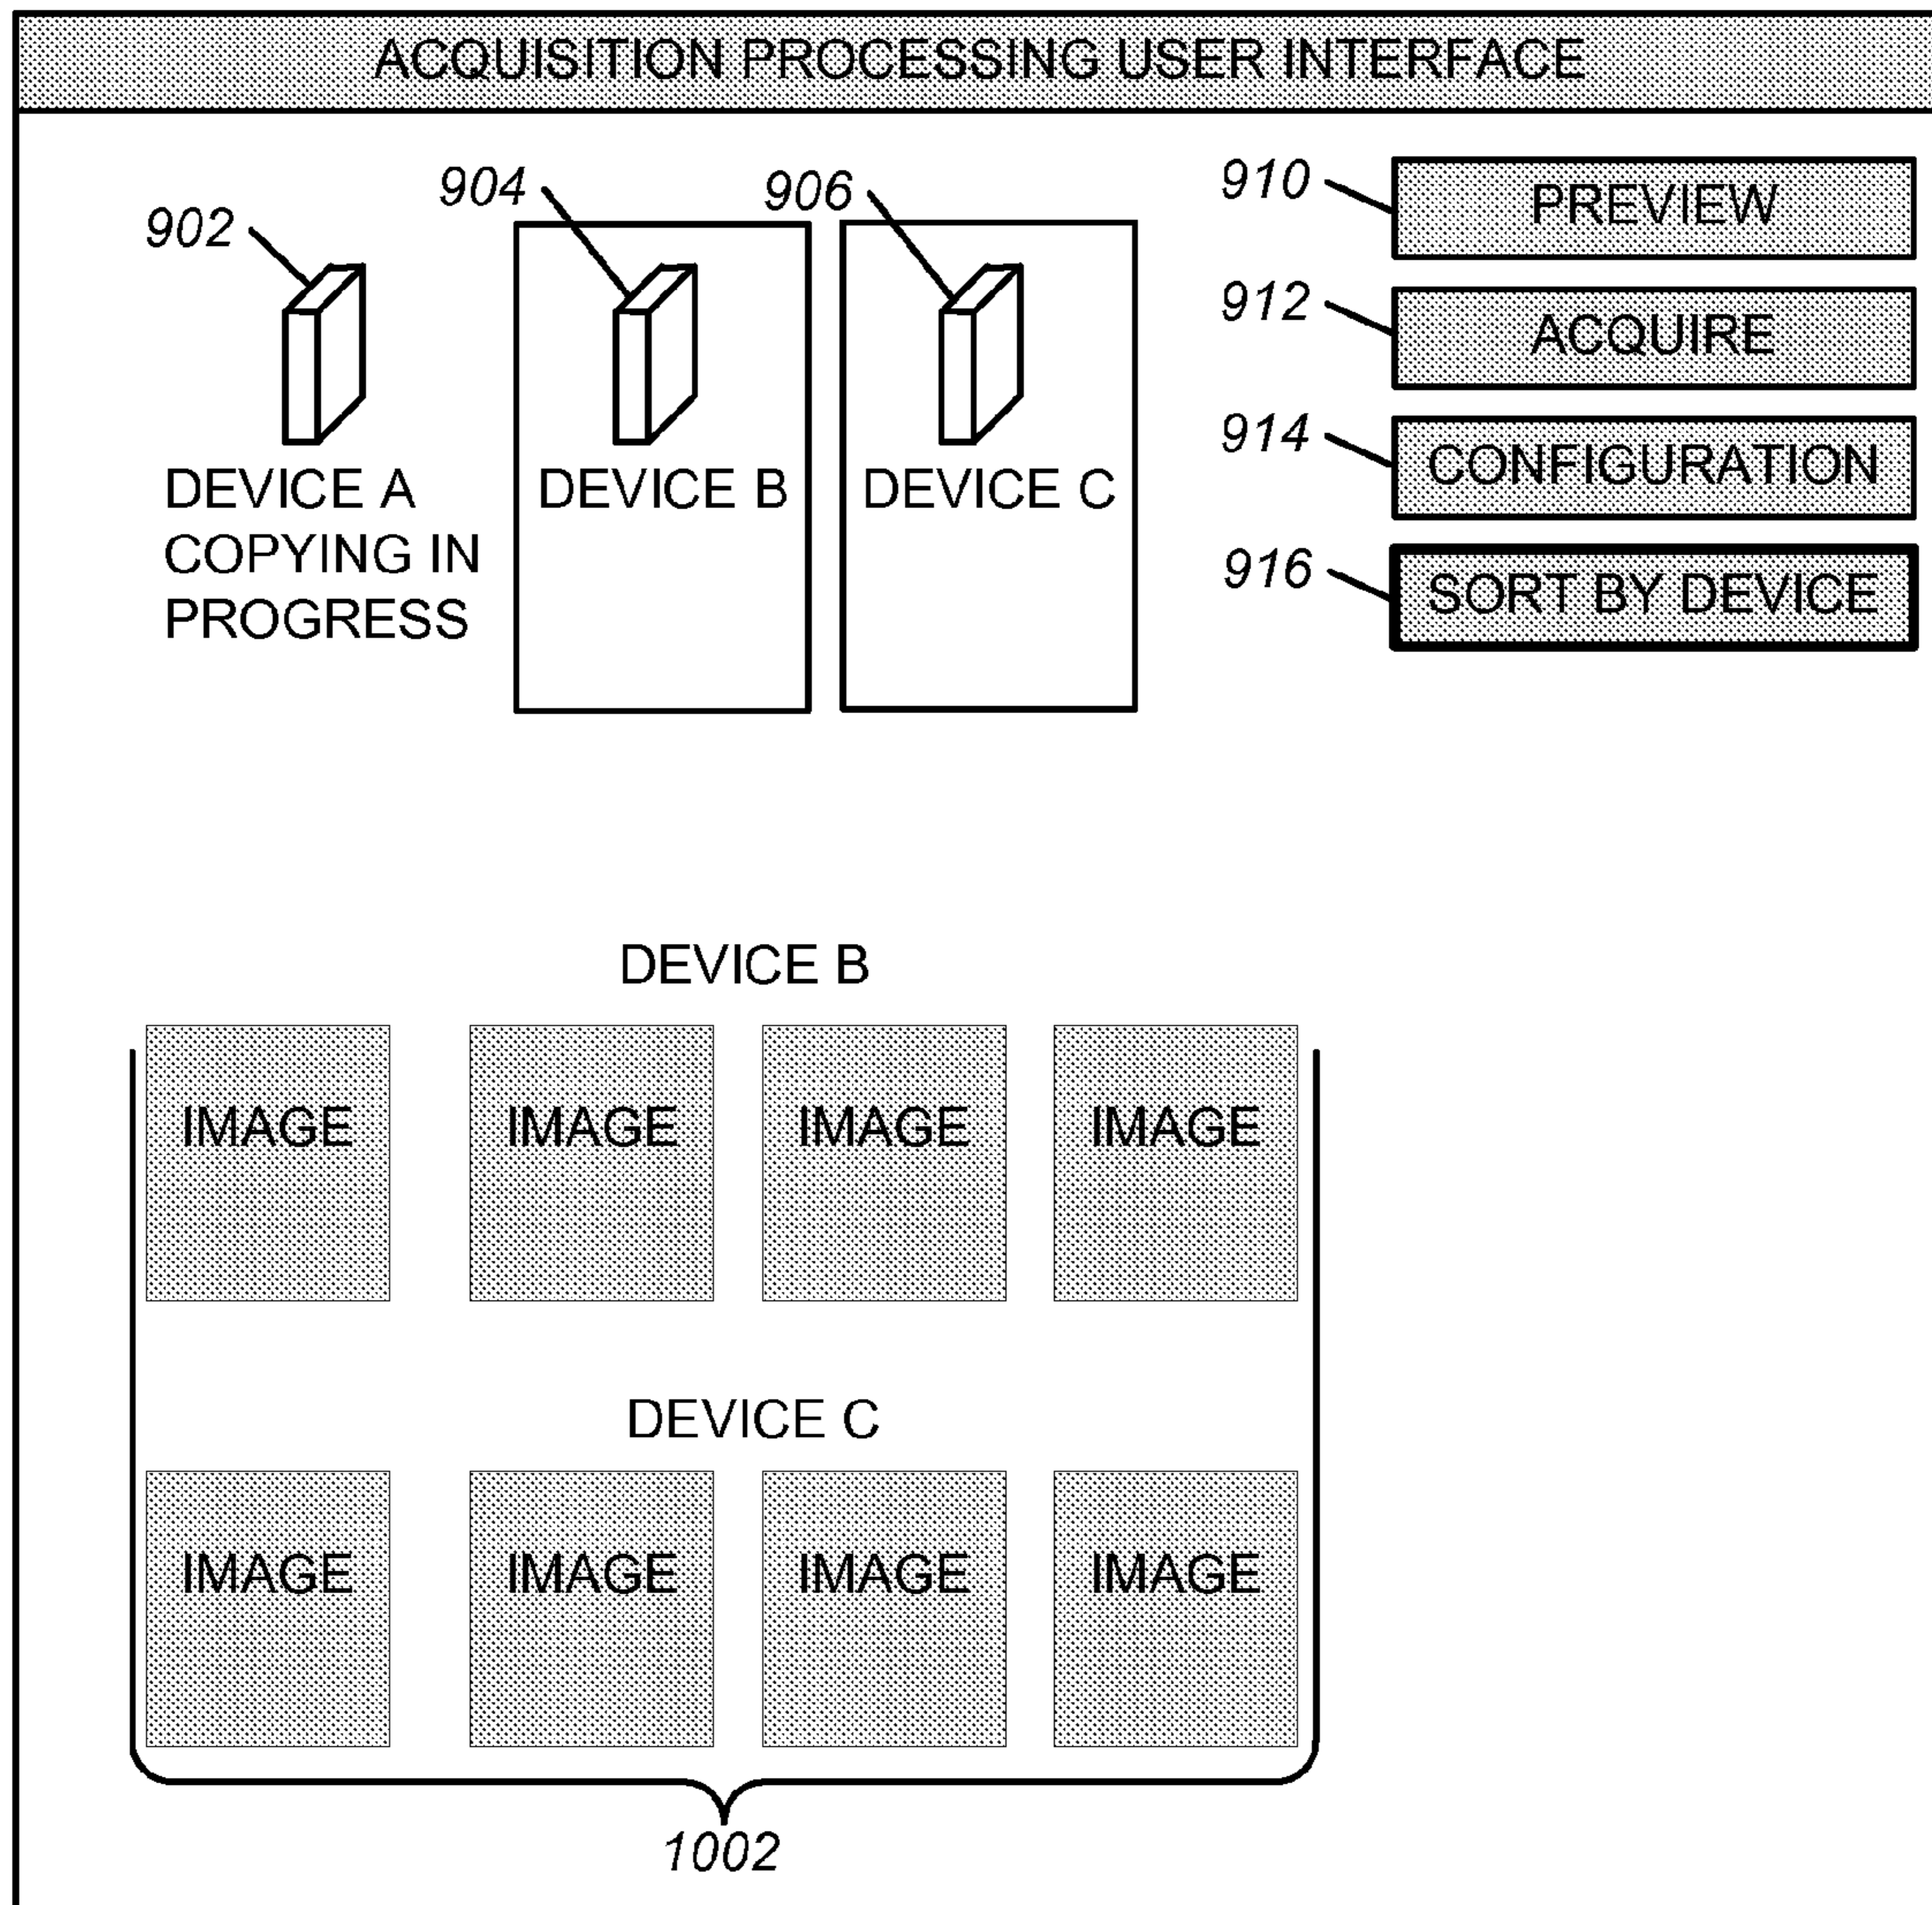 ACQUISITION PROCESSING USER INTERFACE
902
904
906
DEVICE A
COPYING IN
PROGRESS
DEVICE B
DEVICE C
910
PREVIEW
912
ACQUIRE
914
CONFIGURATION
916
SORT BY DEVICE
DEVICE B
IMAGE
IMAGE
IMAGE
IMAGE
DEVICE C
IMAGE
IMAGE
IMAGE
IMAGE
1002